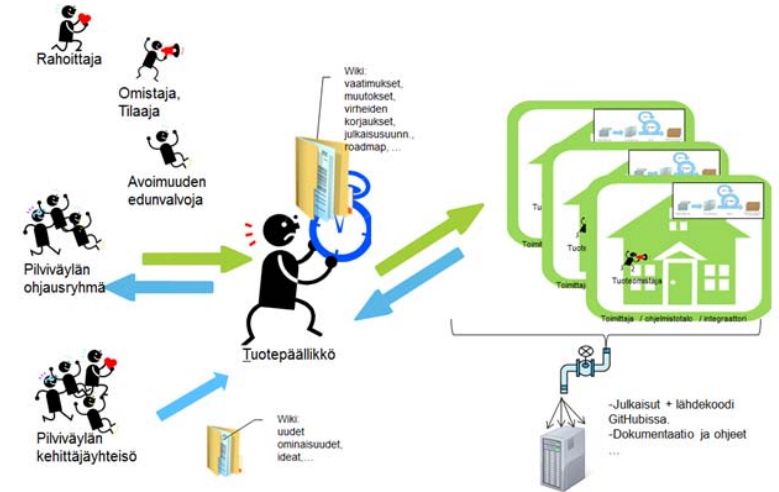 Rahoittaja
Omistaja,
Tilaaja
Avoimuuden
edunvalvoja
Pilviväylän
ohjausryhmä
Pilviväylän
kehittäjäyhteisö
Wiki:
vaatimukset,
muutokset,
virheiden
korjaukset,
julkaisusuunn.,
roadmap, ...
Tuotepäällikkö
Wiki:
uudet
ominaisuudet,
ideat,...
Tuoteomistaja
Toimittaja / ohjelmistotalo / integraattori
-Julkaisut + lähdekoodi
GitHubissa.
-Dokumentaatio ja ohjeet
...